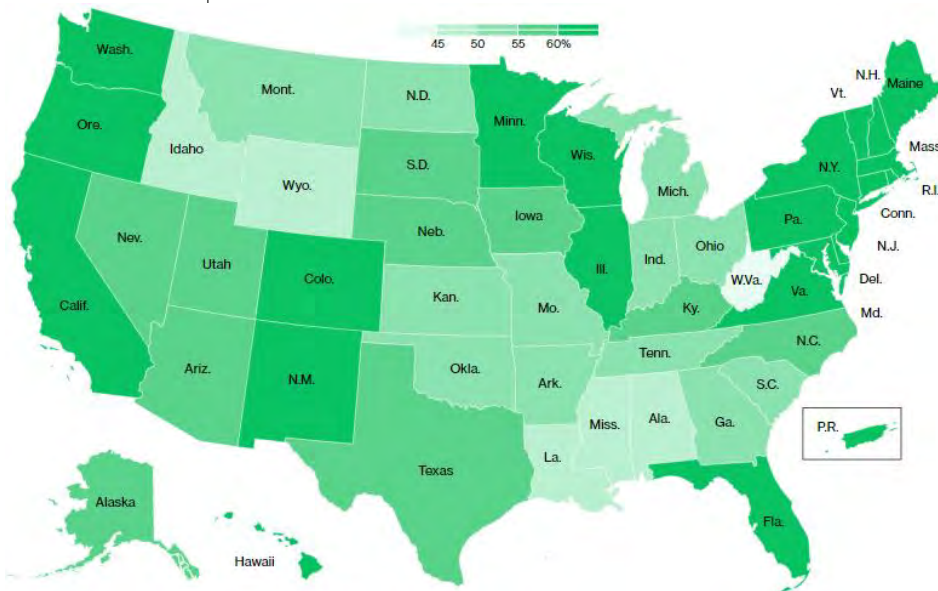 45 50 55 60%
Wash.
Mont.
N.D.
Minn.
N.H.
Vt.
Maine
Ore.
Idaho
S.D.
Wis.
Mich.
N.Y.
Mass
R.I.
Wyo.
Iowa
Pa.
Conn.
Nev.
Utah
Colo.
Neb.
Ill.
Ind.
Ohio
W.Va.
Va.
N.J.
Del.
Md.
Calif.
Kan.
Mo.
Ky.
N.C.
Ariz.
N.M.
Okla.
Ark.
Tenn.
S.C.
Miss.
Ala.
Ga.
P.R.
Texas
La.
Alaska
Hawaii
Fla.